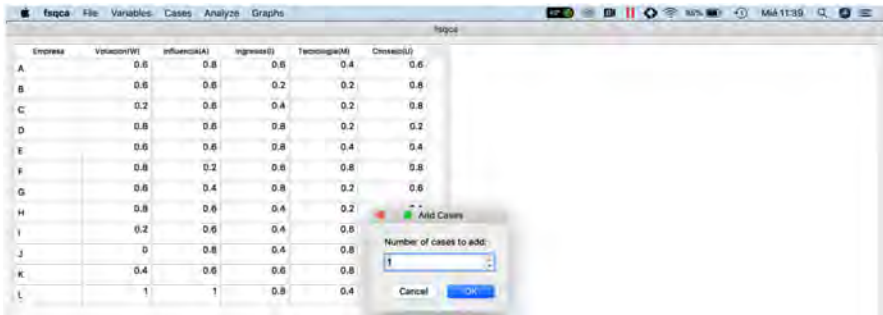 fsqca File Variables Cases Analyze Graphs Mié 11:39
fsqca
Empresa Votacion(W) Influencia(A) Ingresos(I) Tecnologia(M) Consejo(U)
A 0.6 0.8 0.6 0.4 0.6
B 0.6 0.6 0.2 0.2 0.8
C 0.2 0.6 0.4 0.2 0.8
D 0.6 0.8 0.2 0.2
E 0.6 0.6 0.8 0.4 0.4
F 0.8 0.2 0.6 0.8 0.8
G 0.6 0.4 0.8 0.2 0.6
H 0.8 0.6 0.4 0.2
Add Cases
I 0.2 0.6 0.4
Number of cases to add:
J 0 0.8 0.4 0.8
1
K 0.4 0.6 0.6 0.8
L 1 1 0.8 0.4
Cancel OK